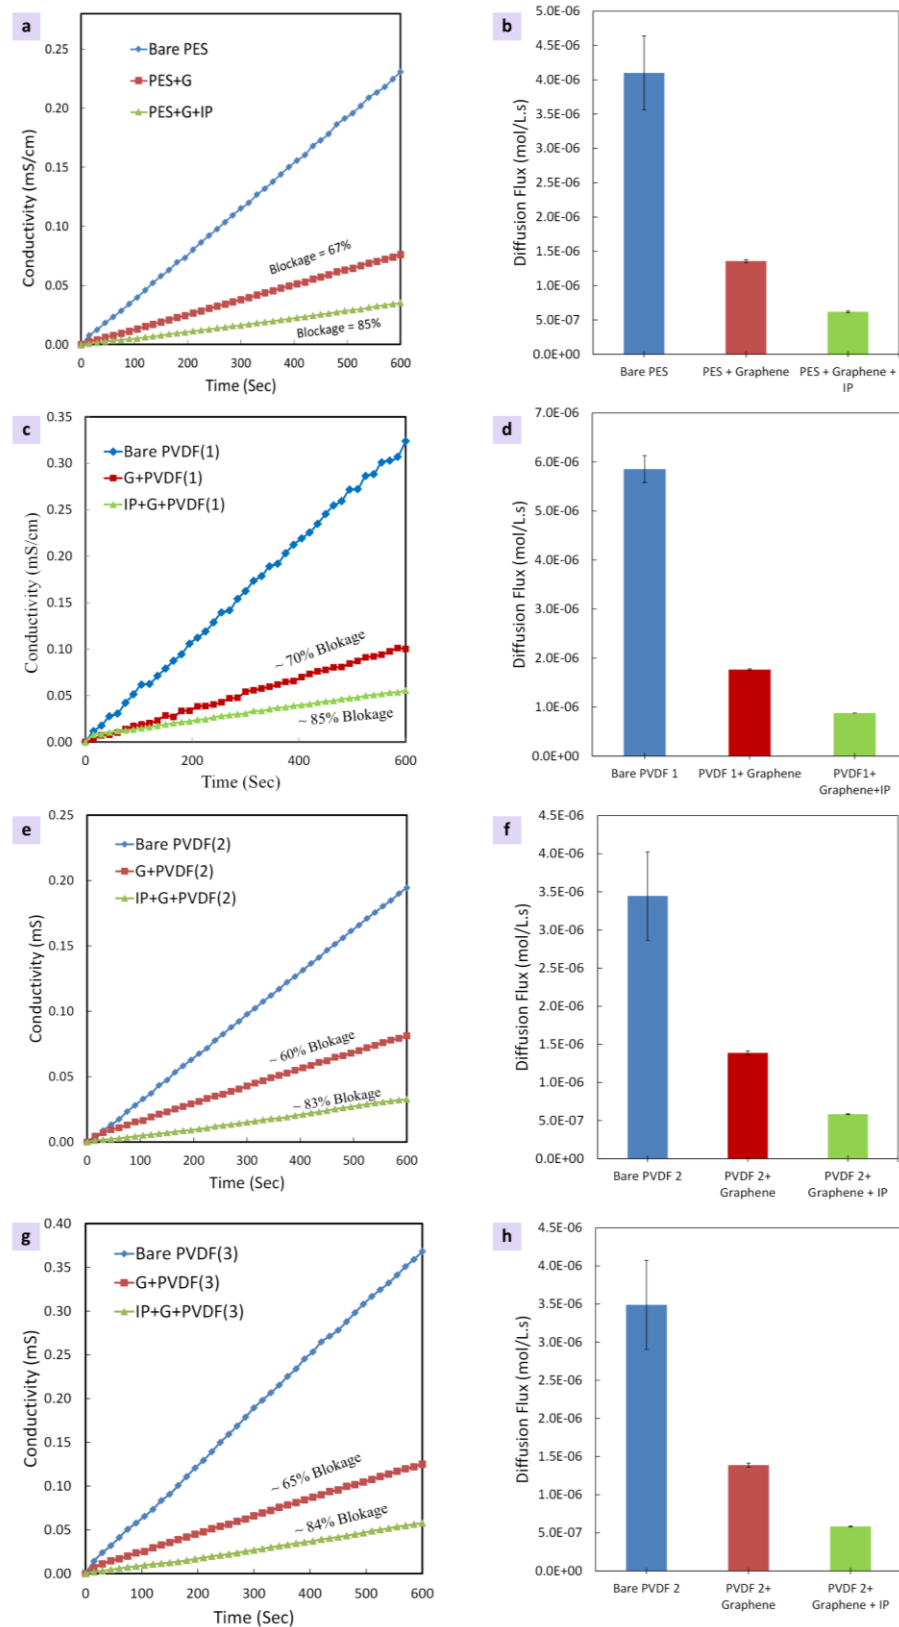 a
0.25
0.20
0.15
0.10
0.05
0.00
Conductivity (mS/cm)
Bare PES
PES+G
PES+G+IP
Blockage = 67%
Blockage = 85%
0 100 200 300 400 500 600
Time (Sec)
b
5.0E-06
4.5E-06
4.0E-06
3.5E-06
3.0E-06
2.5E-06
2.0E-06
1.5E-06
1.0E-06
5.0E-07
0.0E+00
Diffusion Flux (mol/L.s)
Bare PES PES + Graphene PES + Graphene +
IP
c
0.35
0.30
0.25
0.20
0.15
0.10
0.05
0.00
Conductivity (mS/cm)
Bare PVDF(1)
G+PVDF(1)
IP+G+PVDF(1)
~ 70% Blokage
~ 85% Blokage
0 200 400 600
Time (Sec)
d
7.0E-06
6.0E-06
5.0E-06
4.0E-06
3.0E-06
2.0E-06
1.0E-06
0.0E+00
Diffusion Flux (mol/L.s)
Bare PVDF 1 PVDF 1+ Graphene PVDF1+
Graphene+IP
e
0.25
0.20
0.15
0.10
0.05
0.00
Conductivity (mS)
Bare PVDF(2)
G+PVDF(2)
IP+G+PVDF(2)
~ 60% Blokage
~ 83% Blokage
0 100 200 300 400 500 600
Time (Sec)
f
4.5E-06
4.0E-06
3.5E-06
3.0E-06
2.5E-06
2.0E-06
1.5E-06
1.0E-06
5.0E-07
0.0E+00
Diffusion Flux (mol/L.s)
Bare PVDF 2 PVDF 2+ PVDF 2+
Graphene Graphene + IP
g
0.40
0.35
0.30
0.25
0.20
0.15
0.10
0.05
0.00
Conductivity (mS)
Bare PVDF(3)
G+PVDF(3)
IP+G+PVDF(3)
~ 65% Blokage
~ 84% Blokage
0 100 200 300 400 500 600
Time (Sec)
h
4.5E-06
4.0E-06
3.5E-06
3.0E-06
2.5E-06
2.0E-06
1.5E-06
1.0E-06
5.0E-07
0.0E+00
Diffusion Flux (mol/L.s)
Bare PVDF 2 PVDF 2+ PVDF 2+
Graphene Graphene + IP